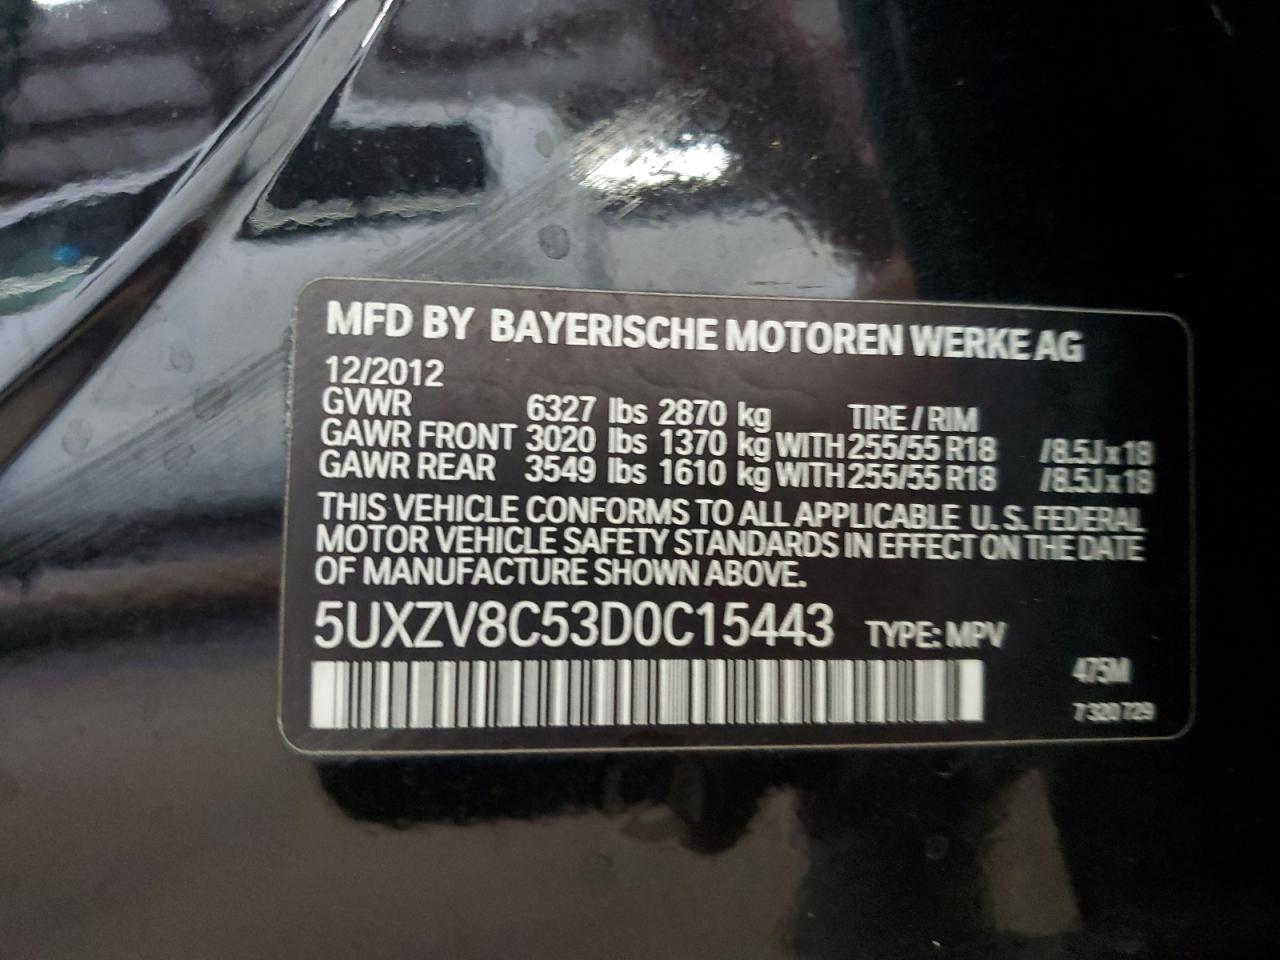 MFD BY BAYERISCHE MOTOREN WERKE AG
12/2012
GVWR 6327 lbs 2870 kg TIRE / RIM
GAWR FRONT 3020 lbs 1370 kg WITH 255/55 R18 /8.5J x 18
GAWR REAR 3549 lbs 1610 kg WITH 255/55 R18 /8.5J x 18
THIS VEHICLE CONFORMS TO ALL APPLICABLE U.S. FEDERAL
MOTOR VEHICLE SAFETY STANDARDS IN EFFECT ON THE DATE
OF MANUFACTURE SHOWN ABOVE.
5UXZV8C53D0C15443 TYPE: MPV
475M
7 320 729